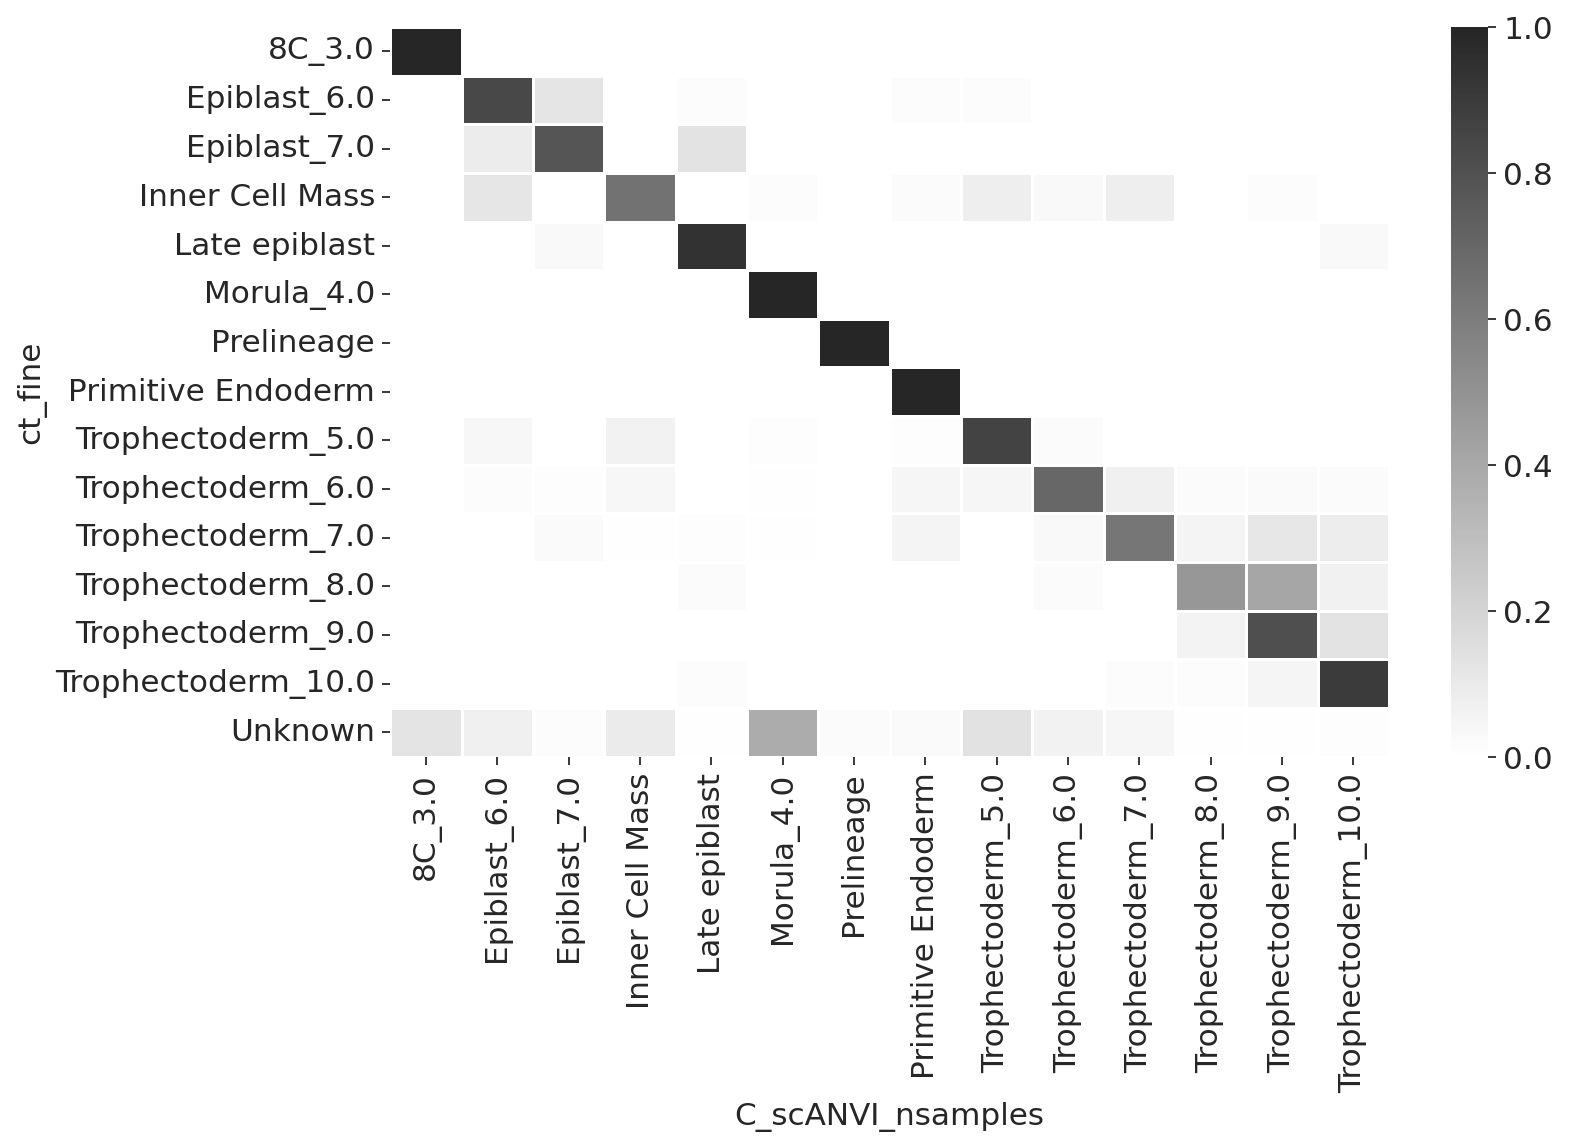 8C_3.0
Epiblast_6.0
Epiblast_7.0
Inner Cell Mass
Late epiblast
Morula_4.0
Prelineage
Primitive Endoderm
Trophectoderm_5.0
Trophectoderm_6.0
Trophectoderm_7.0
Trophectoderm_8.0
Trophectoderm_9.0
Trophectoderm_10.0
Unknown
ct_fine
8C_3.0
Epiblast_6.0
Epiblast_7.0
Inner Cell Mass
Late epiblast
Morula_4.0
Prelineage
Primitive Endoderm
Trophectoderm_5.0
Trophectoderm_6.0
Trophectoderm_7.0
Trophectoderm_8.0
Trophectoderm_9.0
Trophectoderm_10.0
C_scANVI_nsamples
1.0
0.8
0.6
0.4
0.2
0.0